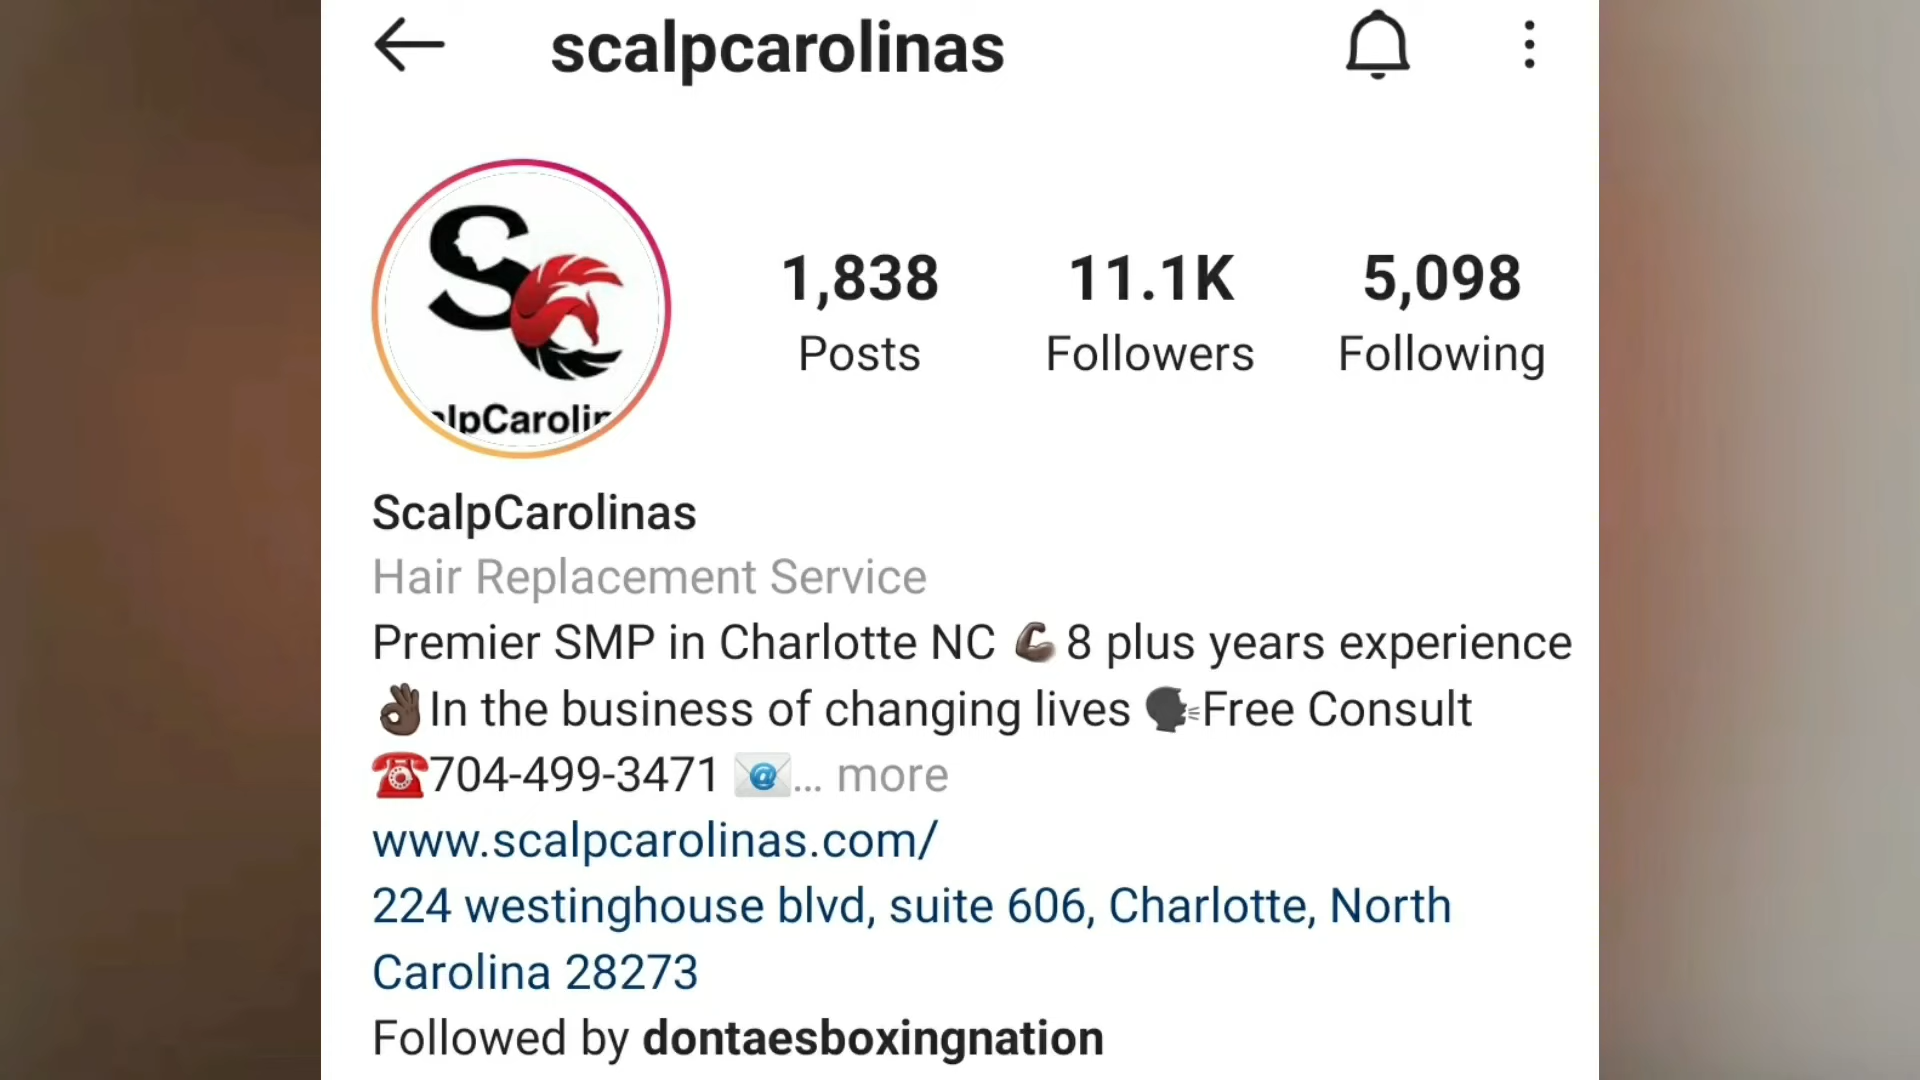 scalpcarolinas
alpCarolin
1,838
Posts
11.1K
Followers
5,098
Following
ScalpCarolinas
Hair Replacement Service
Premier SMP in Charlotte NC 💪🏿 8 plus years experience
👌🏿In the business of changing lives 🗣️Free Consult
☎️704-499-3471 📧... more
www.scalpcarolinas.com/
224 westinghouse blvd, suite 606, Charlotte, North
Carolina 28273
Followed by dontaesboxingnation